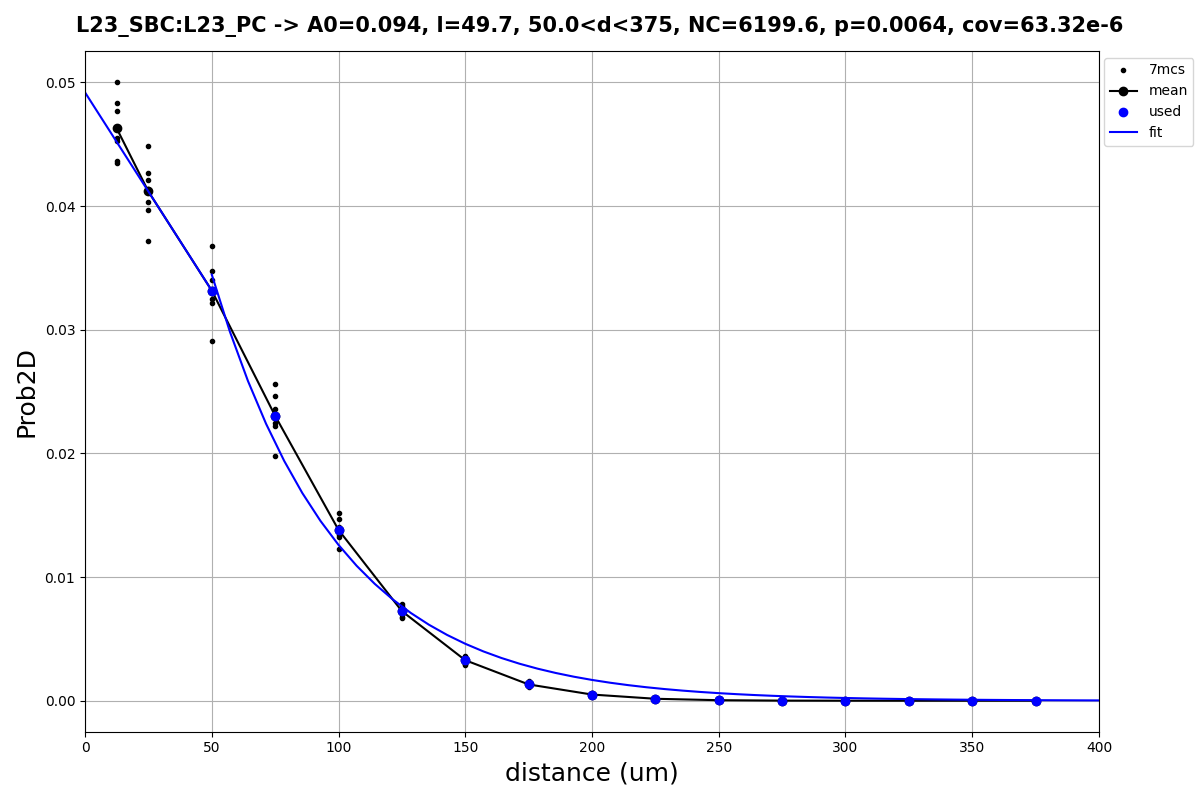 L23_SBC:L23_PC -> A0=0.094, l=49.7, 50.0<d<375, NC=6199.6, p=0.0064, cov=63.32e-6
7mcs
mean
used
fit
Prob2D
0.05
0.04
0.03
0.02
0.01
0.00
0 50 100 150 200 250 300 350 400
distance (um)